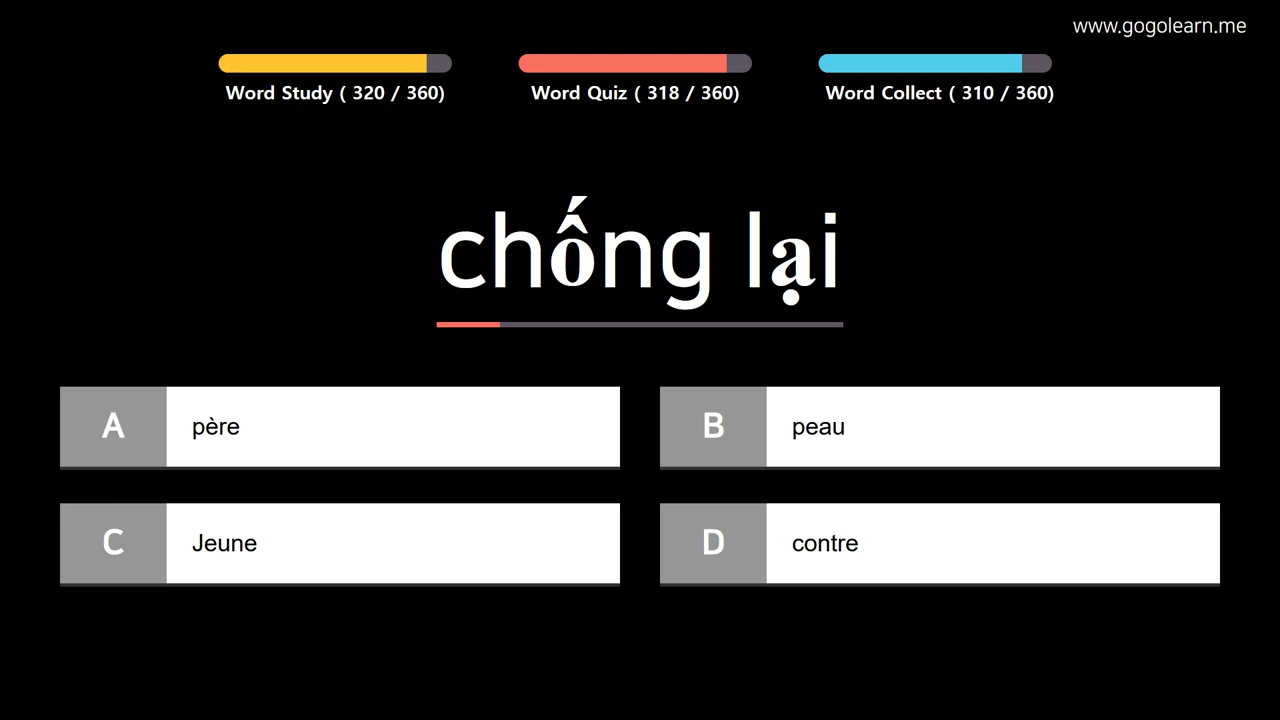 www.gogolearn.me
Word Study ( 320 / 360)
Word Quiz ( 318 / 360)
Word Collect ( 310 / 360)
chống lại
A père
B peau
C Jeune
D contre